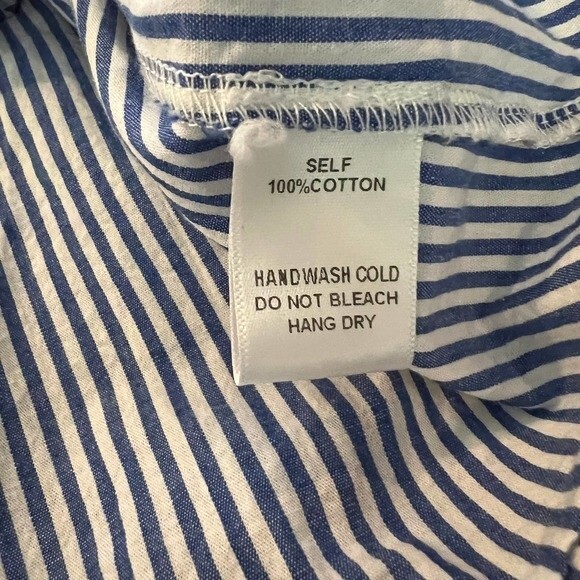 SELF
100%COTTON
HANDWASH COLD
DO NOT BLEACH
HANG DRY